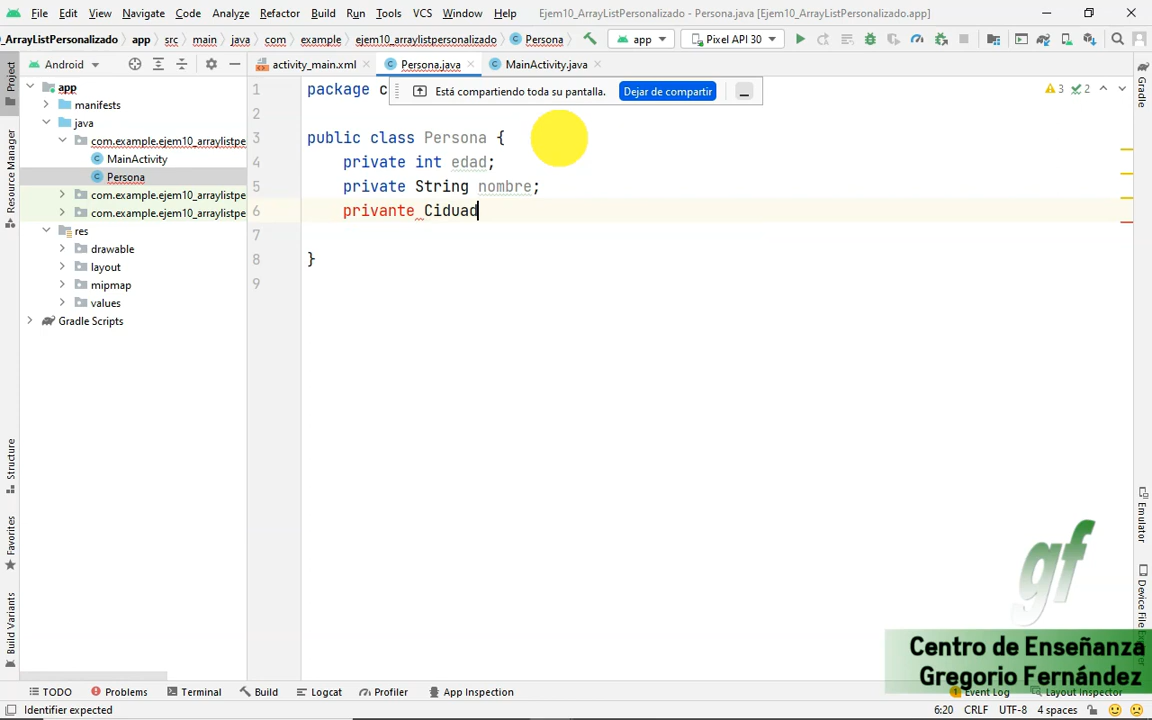 File Edit View Navigate Code Analyze Refactor Build Run Tools VCS Window Help Ejem10_ArrayListPersonalizado - Persona.java [Ejem10_ArrayListPersonalizado.app]
_ArrayListPersonalizado app src main java com example ejem10_arraylistpersonalizado Persona app Pixel API 30
Android activity_main.xml Persona.java MainActivity.java
Está compartiendo toda su pantalla. Dejar de compartir
3 2
Project
Resource Manager
Structure
Favorites
Build Variants
app
manifests
java
com.example.ejem10_arraylistpe
MainActivity
Persona
com.example.ejem10_arraylistpe
com.example.ejem10_arraylistpe
res
drawable
layout
mipmap
values
Gradle Scripts
1 package c
2
3 public class Persona {
4 private int edad;
5 private String nombre;
6 privante Ciduad
7
8 }
9
Gradle
Emulator
Device File
gf
Centro de Enseñanza
Gregorio Fernández
TODO Problems Terminal Build Logcat Profiler App Inspection 1 Event Log Layout Inspector
Identifier expected 6:20 CRLF UTF-8 4 spaces